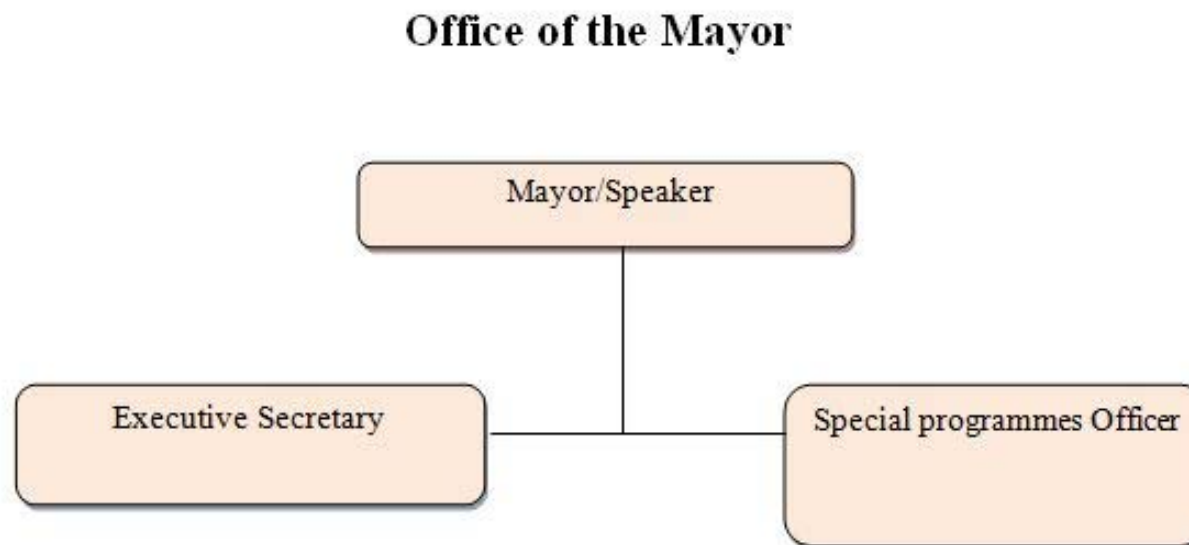 Office of the Mayor
Mayor/Speaker
Executive Secretary
Special programmes Officer